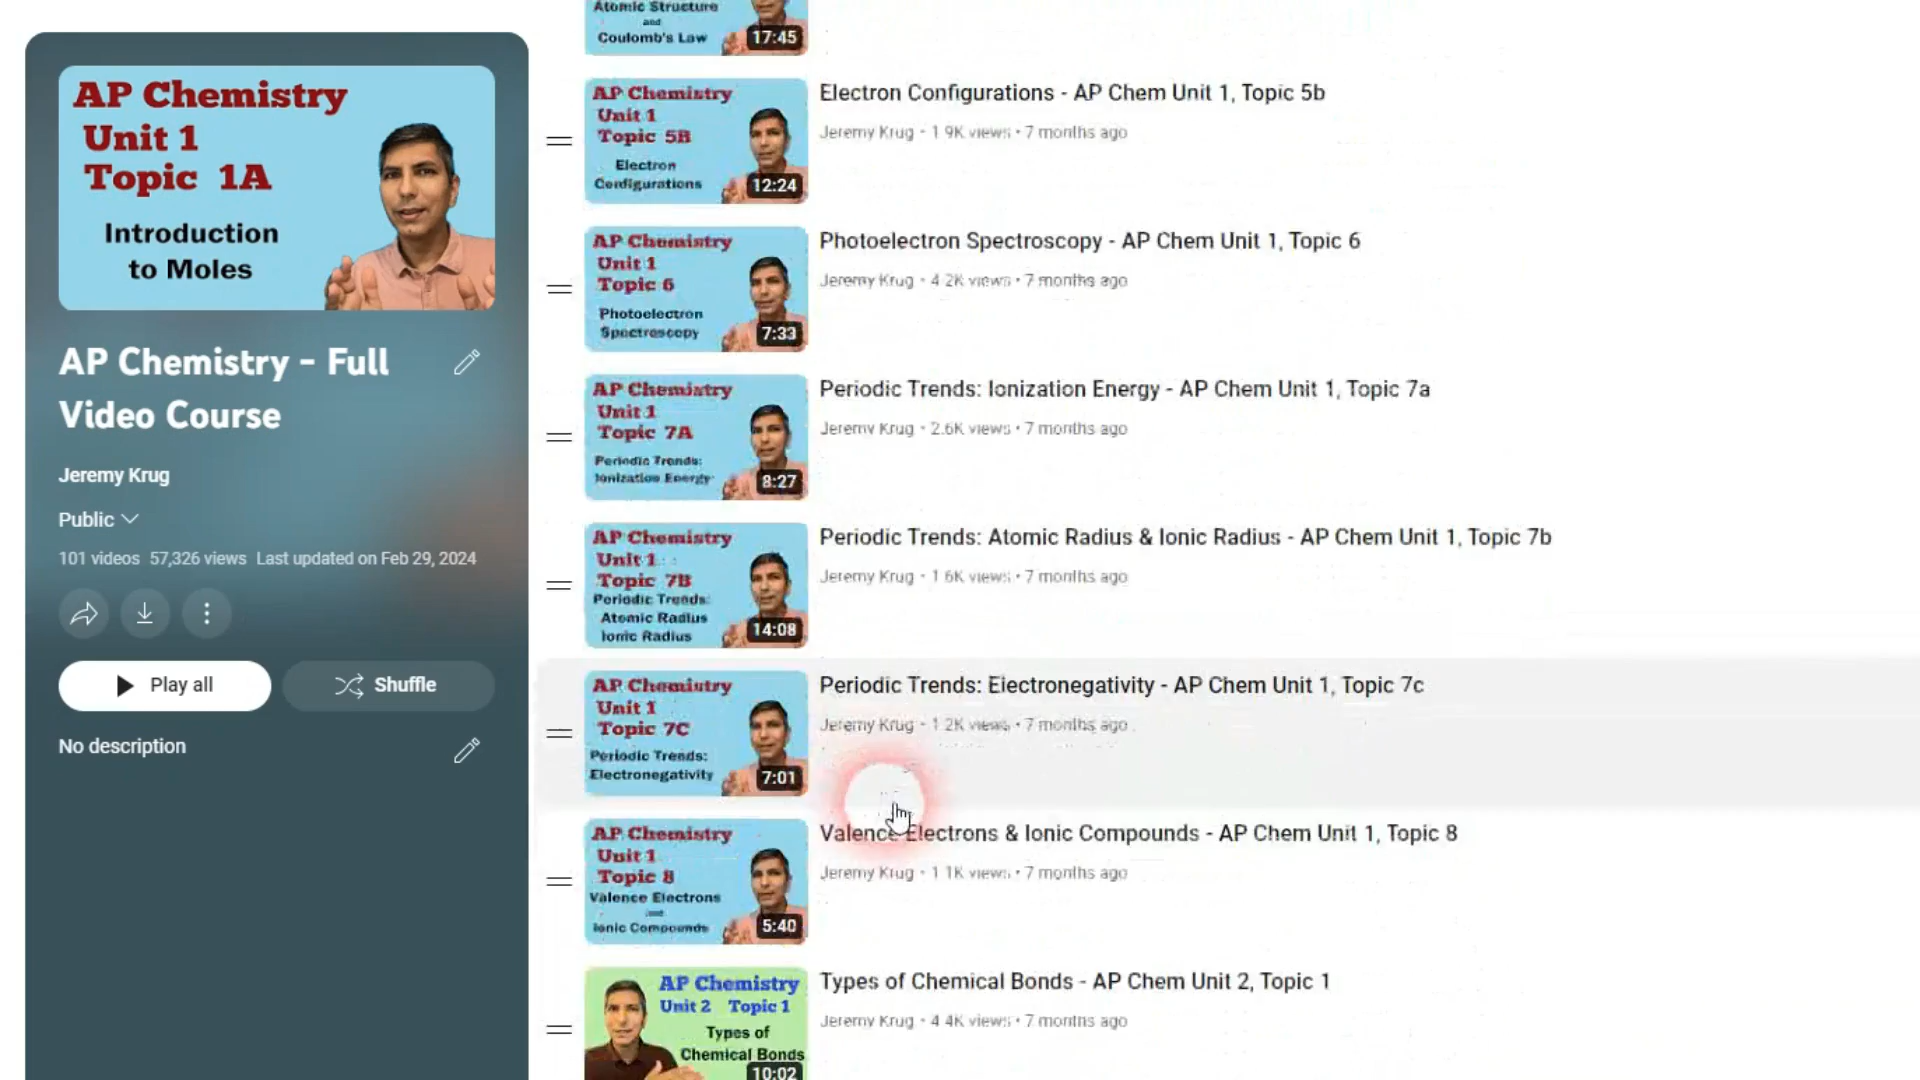 AP Chemistry
Unit 1
Topic 1A
Introduction
to Moles
AP Chemistry - Full
Video Course
Jeremy Krug
Public
101 videos 57,326 views Last updated on Feb 29, 2024
Play all
Shuffle
No description
Atomic Structure
and
Coulomb's Law
17:45
AP Chemistry
Unit 1
Topic 5B
Electron
Configurations
12:24
Electron Configurations - AP Chem Unit 1, Topic 5b
Jeremy Krug • 1.9K views • 7 months ago
AP Chemistry
Unit 1
Topic 6
Photoelectron
Spectroscopy
7:33
Photoelectron Spectroscopy - AP Chem Unit 1, Topic 6
Jeremy Krug • 4.2K views • 7 months ago
AP Chemistry
Unit 1
Topic 7A
Periodic Trends:
Ionization Energy
8:27
Periodic Trends: Ionization Energy - AP Chem Unit 1, Topic 7a
Jeremy Krug • 2.6K views • 7 months ago
AP Chemistry
Unit 1
Topic 7B
Periodic Trends:
Atomic Radius
Ionic Radius
14:08
Periodic Trends: Atomic Radius & Ionic Radius - AP Chem Unit 1, Topic 7b
Jeremy Krug • 1.6K views • 7 months ago
AP Chemistry
Unit 1
Topic 7C
Periodic Trends:
Electronegativity
7:01
Periodic Trends: Electronegativity - AP Chem Unit 1, Topic 7c
Jeremy Krug • 1.2K views • 7 months ago
AP Chemistry
Unit 1
Topic 8
Valence Electrons
and
Ionic Compounds
5:40
Valence Electrons & Ionic Compounds - AP Chem Unit 1, Topic 8
Jeremy Krug • 1.1K views • 7 months ago
AP Chemistry
Unit 2 Topic 1
Types of
Chemical Bonds
10:02
Types of Chemical Bonds - AP Chem Unit 2, Topic 1
Jeremy Krug • 4.4K views • 7 months ago